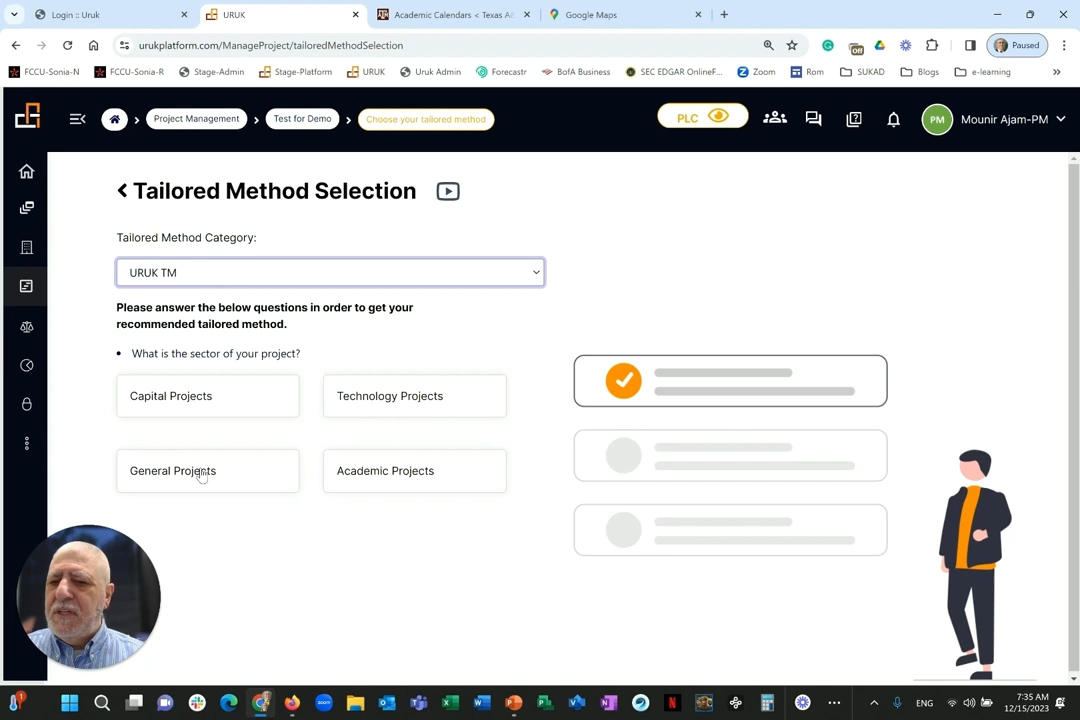 Login :: Uruk
URUK
Academic Calendars < Texas A&
Google Maps
urukplatform.com/ManageProject/tailoredMethodSelection
Off
Paused
FCCU-Sonia-N
FCCU-Sonia-R
Stage-Admin
Stage-Platform
URUK
Uruk Admin
Forecastr
BofA Business
SEC EDGAR OnlineF...
Zoom
Rom
SUKAD
Blogs
e-learning
Project Management
Test for Demo
Choose your tailored method
PLC
PM
Mounir Ajam-PM
Tailored Method Selection
Tailored Method Category:
URUK TM
Please answer the below questions in order to get your
recommended tailored method.
What is the sector of your project?
Capital Projects
Technology Projects
General Projects
Academic Projects
ENG
7:35 AM
12/15/2023